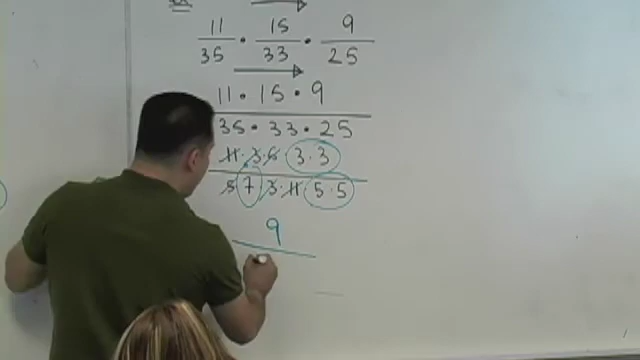 11/35 · 15/33 · 9/25
11 · 15 · 9
35 · 33 · 25
11 · 3 · 5 · 3 · 3
5 · 7 · 3 · 11 · 5 · 5
9